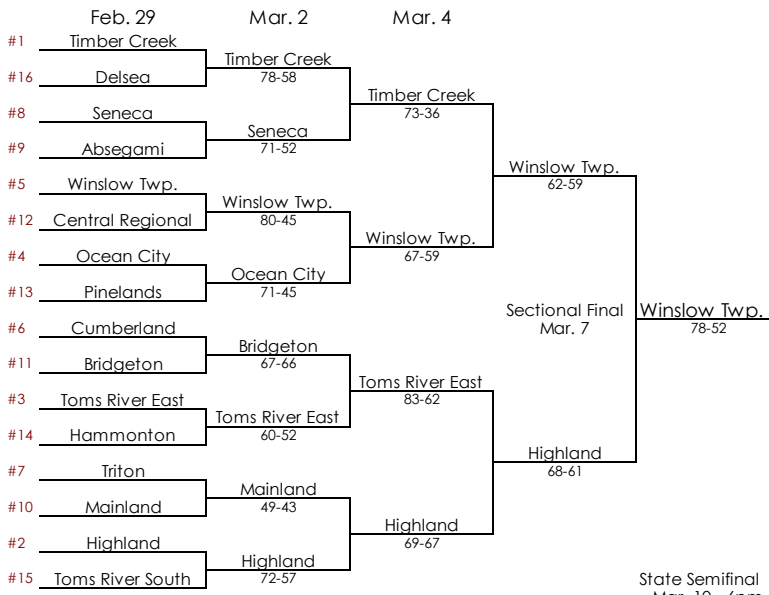 Feb. 29 Mar. 2 Mar. 4
#1 Timber Creek
Timber Creek
78-58
#16 Delsea
Timber Creek
73-36
#8 Seneca
Seneca
71-52
#9 Absegami
Winslow Twp.
62-59
#5 Winslow Twp.
Winslow Twp.
80-45
#12 Central Regional
Winslow Twp.
67-59
#4 Ocean City
Ocean City
71-45
#13 Pinelands
Sectional Final
Mar. 7
Winslow Twp.
78-52
#6 Cumberland
Bridgeton
67-66
#11 Bridgeton
Toms River East
83-62
#3 Toms River East
Toms River East
60-52
#14 Hammonton
Highland
68-61
#7 Triton
Mainland
49-43
#10 Mainland
Highland
69-67
#2 Highland
Highland
72-57
#15 Toms River South
State Semifinal